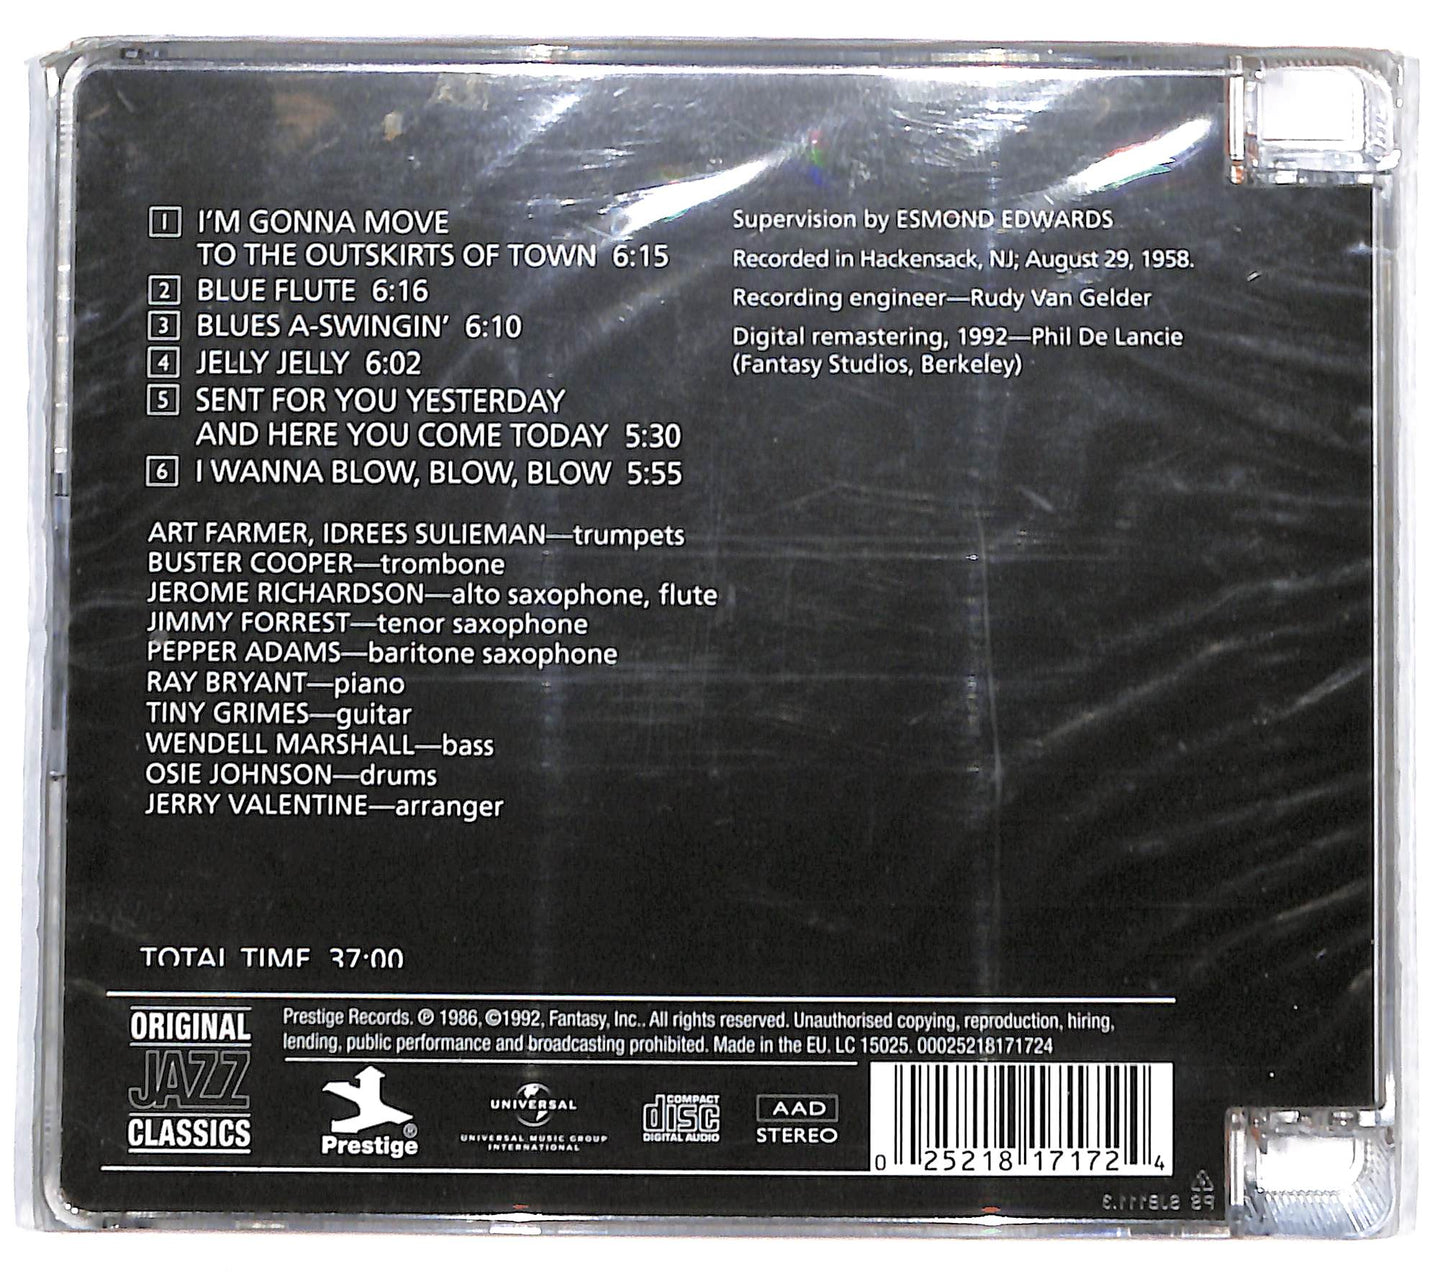 1 I'M GONNA MOVE
TO THE OUTSKIRTS OF TOWN 6:15
2 BLUE FLUTE 6:16
3 BLUES A-SWINGIN' 6:10
4 JELLY JELLY 6:02
5 SENT FOR YOU YESTERDAY
AND HERE YOU COME TODAY 5:30
6 I WANNA BLOW, BLOW, BLOW 5:55
ART FARMER, IDREES SULIEMAN—trumpets
BUSTER COOPER—trombone
JEROME RICHARDSON—alto saxophone, flute
JIMMY FORREST—tenor saxophone
PEPPER ADAMS—baritone saxophone
RAY BRYANT—piano
TINY GRIMES—guitar
WENDELL MARSHALL—bass
OSIE JOHNSON—drums
JERRY VALENTINE—arranger
TOTAL TIME 37:00
Supervision by ESMOND EDWARDS
Recorded in Hackensack, NJ; August 29, 1958.
Recording engineer—Rudy Van Gelder
Digital remastering, 1992—Phil De Lancie
(Fantasy Studios, Berkeley)
ORIGINAL
JAZZ
CLASSICS
Prestige Records. ℗ 1986, ©1992, Fantasy, Inc.. All rights reserved. Unauthorised copying, reproduction, hiring,
lending, public performance and broadcasting prohibited. Made in the EU. LC 15025. 00025218171724
Prestige®
UNIVERSAL
UNIVERSAL MUSIC GROUP
INTERNATIONAL
COMPACT
disc
DIGITAL AUDIO
AAD
STEREO
0 25218 17172 4